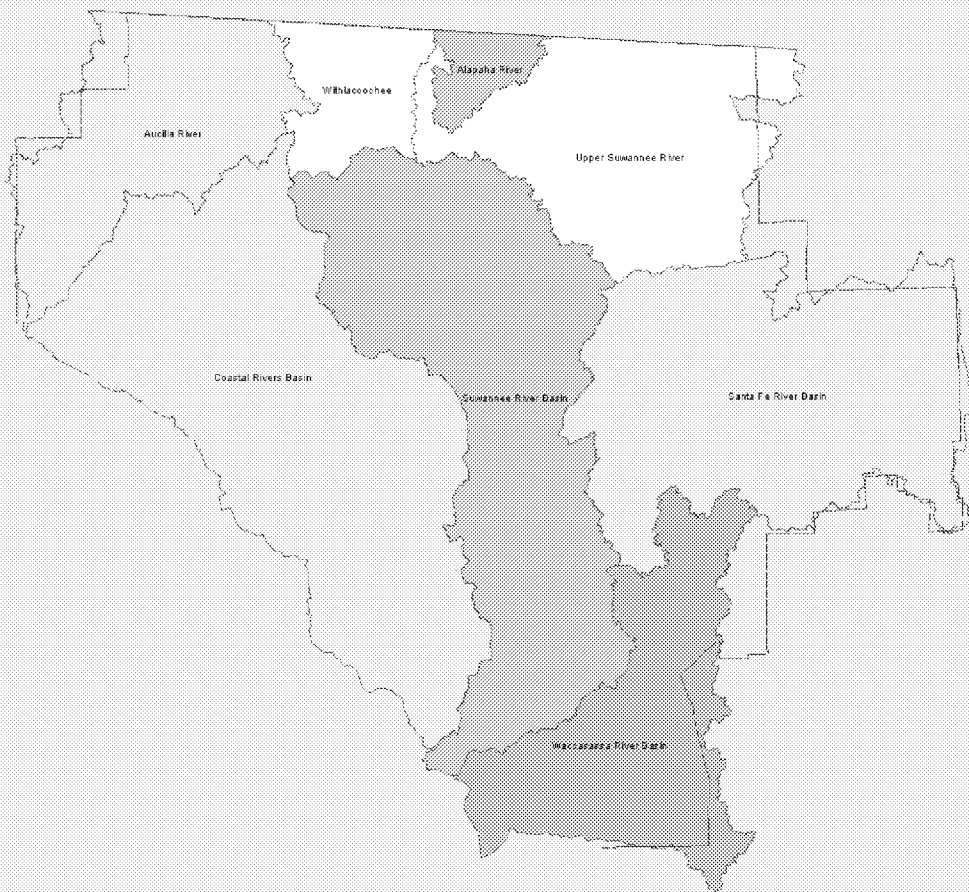 Alapaha River
Withlacoochee
Aucilla River
Upper Suwannee River
Coastal Rivers Basin
Suwannee River Basin
Santa Fe River Basin
Waccasassa River Basin